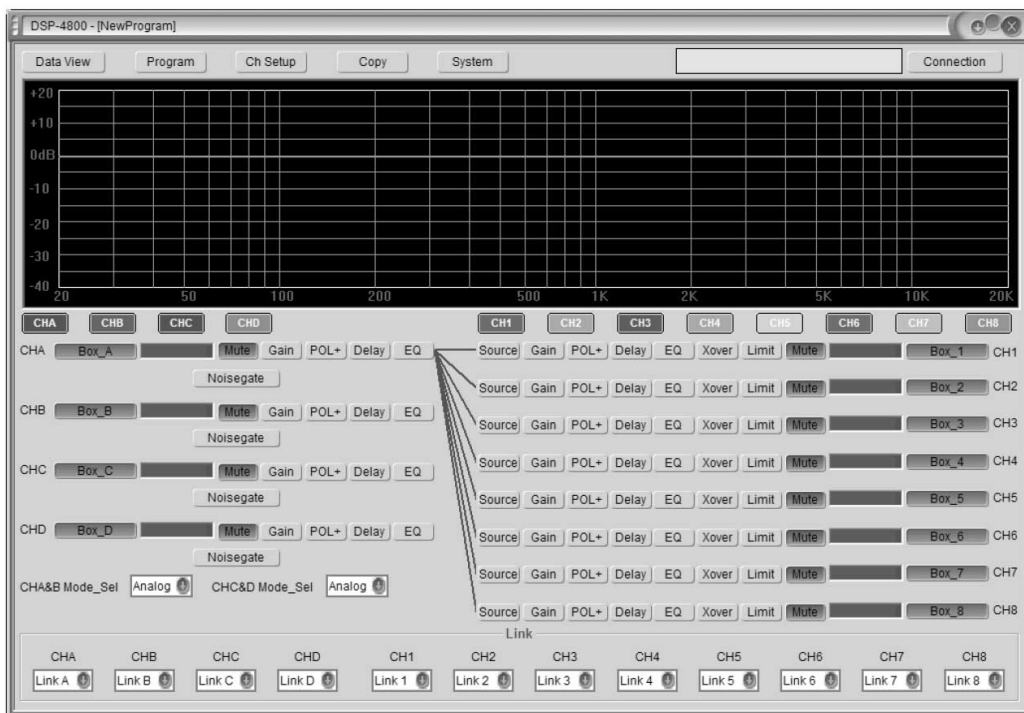 DSP-4800 - [NewProgram]
Data View Program Ch Setup Copy System Connection
+20
+10
0dB
-10
-20
-30
-40
20 50 100 200 500 1K 2K 5K 10K 20K
CHA CHB CHC CHD CH1 CH2 CH3 CH4 CH5 CH6 CH7 CH8
CHA Box_A Mute Gain POL+ Delay EQ Source Gain POL+ Delay EQ Xover Limit Mute Box_1 CH1
Noisegate
Source Gain POL+ Delay EQ Xover Limit Mute Box_2 CH2
CHB Box_B Mute Gain POL+ Delay EQ
Source Gain POL+ Delay EQ Xover Limit Mute Box_3 CH3
Noisegate
Source Gain POL+ Delay EQ Xover Limit Mute Box_4 CH4
CHC Box_C Mute Gain POL+ Delay EQ
Noisegate
Source Gain POL+ Delay EQ Xover Limit Mute Box_5 CH5
CHD Box_D Mute Gain POL+ Delay EQ
Source Gain POL+ Delay EQ Xover Limit Mute Box_6 CH6
Noisegate
Source Gain POL+ Delay EQ Xover Limit Mute Box_7 CH7
CHA&B Mode_Sel Analog CHC&D Mode_Sel Analog
Source Gain POL+ Delay EQ Xover Limit Mute Box_8 CH8
Link
CHA CHB CHC CHD CH1 CH2 CH3 CH4 CH5 CH6 CH7 CH8
Link A Link B Link C Link D Link 1 Link 2 Link 3 Link 4 Link 5 Link 6 Link 7 Link 8